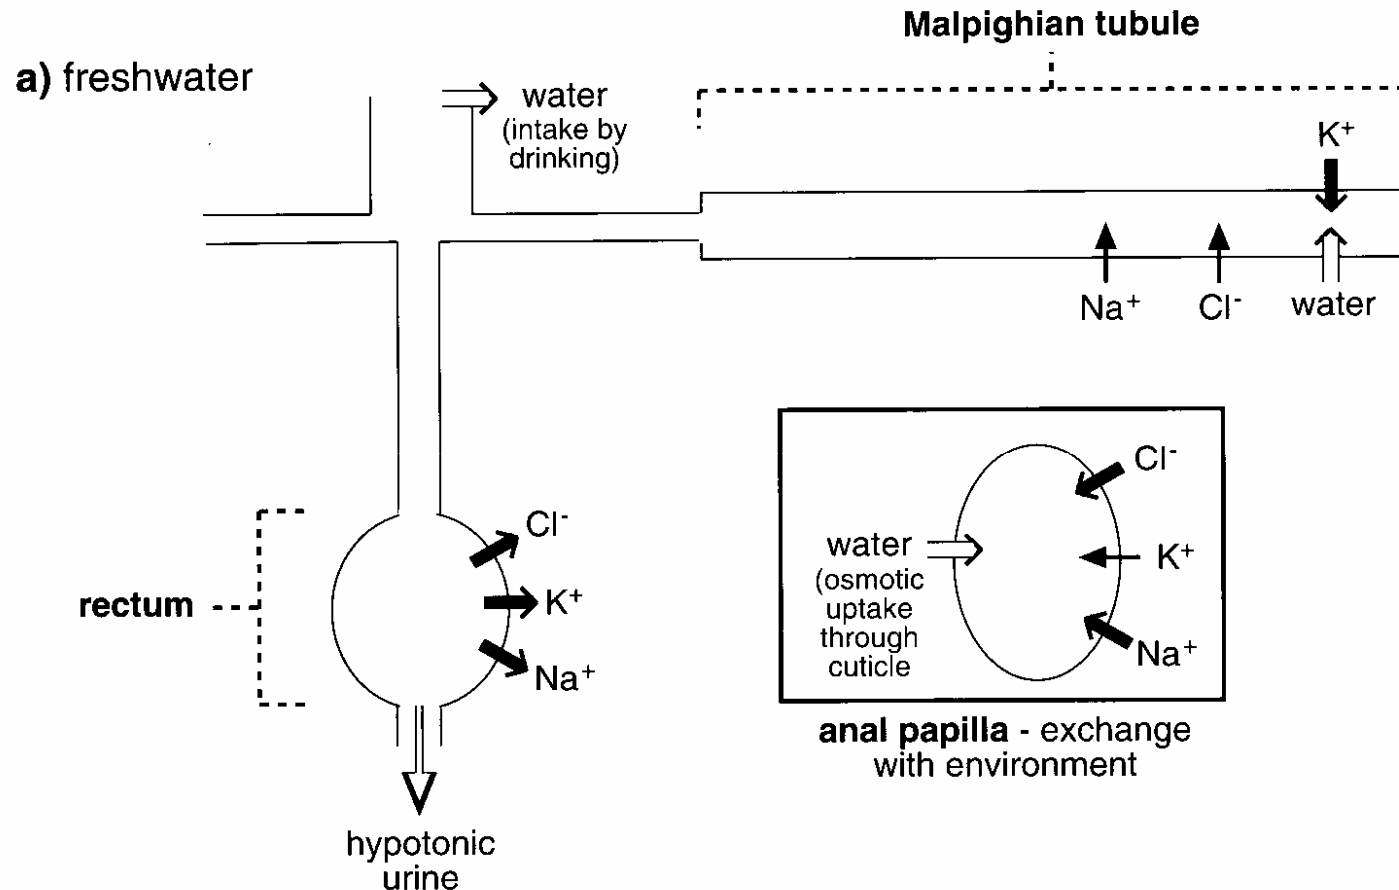 Malpighian tubule
a) freshwater
water
(intake by
drinking)
K⁺
Na⁺
Cl⁻
water
rectum
Cl⁻
K⁺
Na⁺
water
(osmotic
uptake
through
cuticle
Cl⁻
K⁺
Na⁺
anal papilla - exchange
with environment
hypotonic
urine